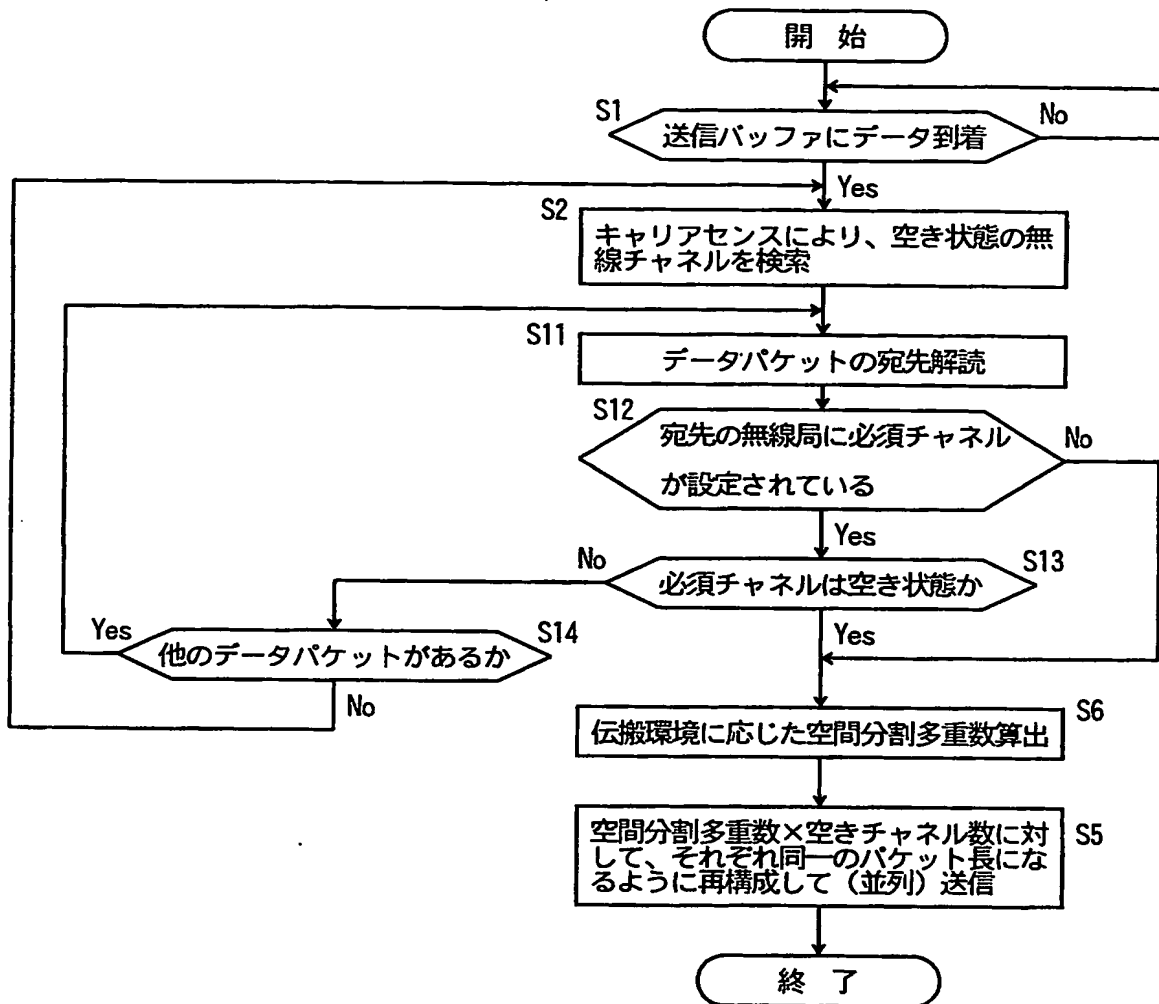 開 始
S1
送信バッファにデータ到着
No
Yes
S2
キャリアセンスにより、空き状態の無
線チャネルを検索
S11
データパケットの宛先解読
S12
宛先の無線局に必須チャネル
が設定されている
No
Yes
No
必須チャネルは空き状態か
S13
Yes
Yes
他のデータパケットがあるか
S14
No
伝搬環境に応じた空間分割多重数算出
S6
空間分割多重数×空きチャネル数に対
して、それぞれ同一のパケット長にな
るように再構成して（並列）送信
S5
終 了